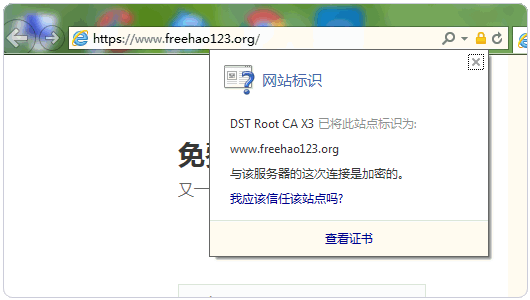 https://www.freehao123.org/
网站标识
DST Root CA X3 已将此站点标识为:
www.freehao123.org
与该服务器的这次连接是加密的。
我应该信任该站点吗?
查看证书
免
又一